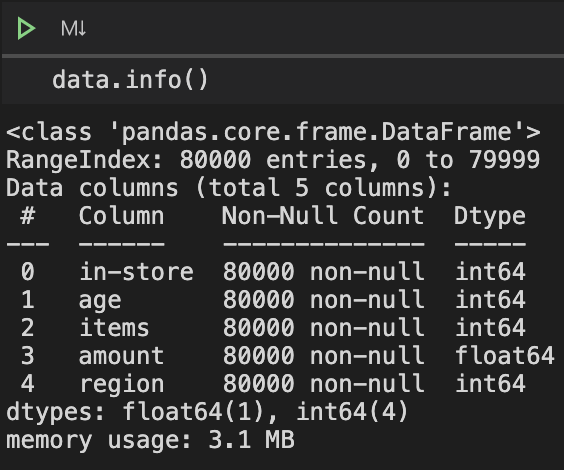 M↓
data.info()
<class 'pandas.core.frame.DataFrame'>
RangeIndex: 80000 entries, 0 to 79999
Data columns (total 5 columns):
 #   Column    Non-Null Count  Dtype
---  ------    --------------  -----
 0   in-store  80000 non-null  int64
 1   age       80000 non-null  int64
 2   items     80000 non-null  int64
 3   amount    80000 non-null  float64
 4   region    80000 non-null  int64
dtypes: float64(1), int64(4)
memory usage: 3.1 MB